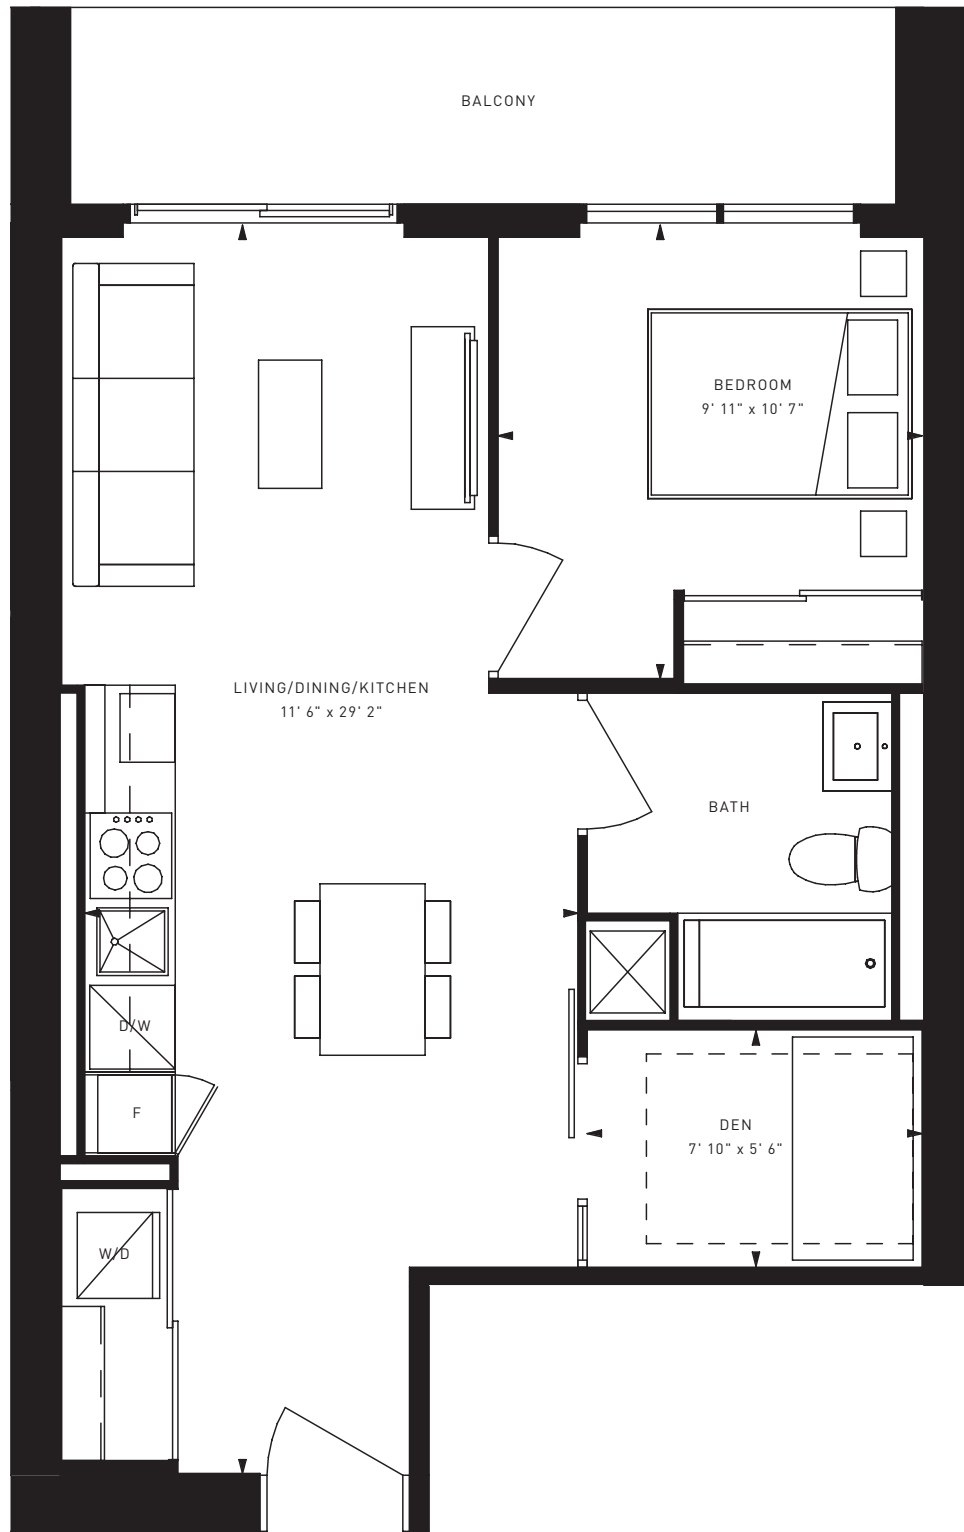 BALCONY
BEDROOM
9' 11" x 10' 7"
LIVING/DINING/KITCHEN
11' 6" x 29' 2"
BATH
D/W
F
DEN
7' 10" x 5' 6"
W/D